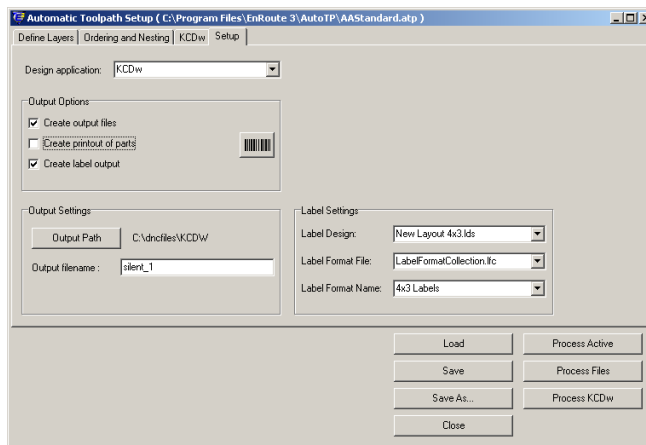 Automatic Toolpath Setup ( C:\Program Files\EnRoute 3\AutoTP\AAStandard.atp )
Define Layers Ordering and Nesting KCDw Setup
Design application: KCDw
Output Options
Create output files
Create printout of parts
Create label output
Output Settings
Output Path C:\dncfiles\KCDW
Output filename : silent_1
Label Settings
Label Design: New Layout 4x3.lds
Label Format File: LabelFormatCollection.lfc
Label Format Name: 4x3 Labels
Load Process Active
Save Process Files
Save As... Process KCDw
Close